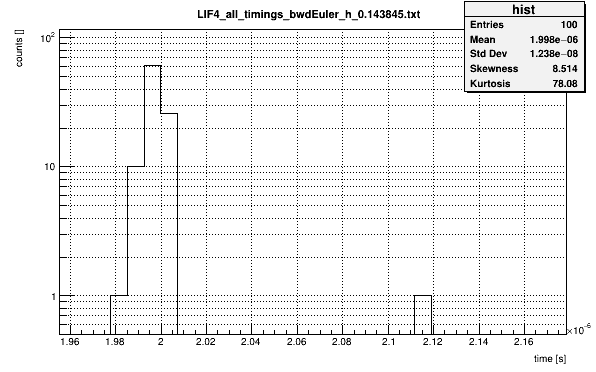 LIF4_all_timings_bwdEuler_h_0.143845.txt
hist
Entries 100
Mean 1.998e−06
Std Dev 1.238e−08
Skewness 8.514
Kurtosis 78.08
counts []
10²
10
1
1.96 1.98 2 2.02 2.04 2.06 2.08 2.1 2.12 2.14 2.16
×10⁻⁶
time [s]